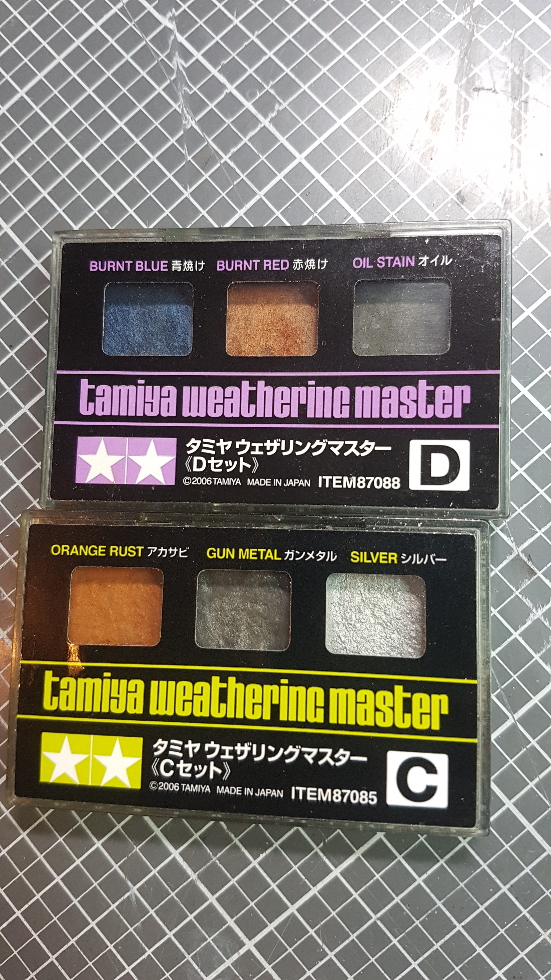 BURNT BLUE 青焼け BURNT RED 赤焼け OIL STAIN オイル
tamiya weathering master
タミヤ ウェザリングマスター
《Dセット》
©2006 TAMIYA MADE IN JAPAN ITEM87088
D
ORANGE RUST アカサビ GUN METAL ガンメタル SILVER シルバー
tamiya weathering master
タミヤ ウェザリングマスター
《Cセット》
©2006 TAMIYA MADE IN JAPAN ITEM87085
C